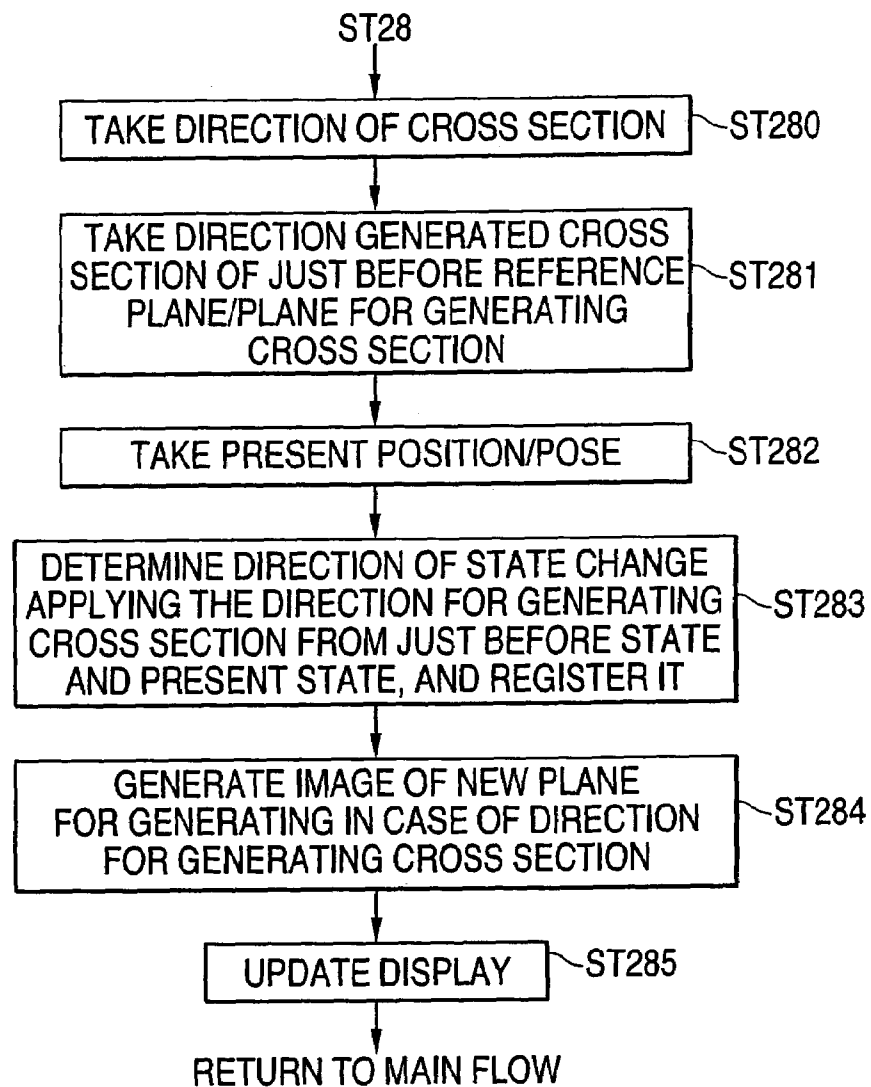 ST28
TAKE DIRECTION OF CROSS SECTION
ST280
TAKE DIRECTION GENERATED CROSS
SECTION OF JUST BEFORE REFERENCE
PLANE/PLANE FOR GENERATING
CROSS SECTION
ST281
TAKE PRESENT POSITION/POSE
ST282
DETERMINE DIRECTION OF STATE CHANGE
APPLYING THE DIRECTION FOR GENERATING
CROSS SECTION FROM JUST BEFORE STATE
AND PRESENT STATE, AND REGISTER IT
ST283
GENERATE IMAGE OF NEW PLANE
FOR GENERATING IN CASE OF DIRECTION
FOR GENERATING CROSS SECTION
ST284
UPDATE DISPLAY
ST285
RETURN TO MAIN FLOW